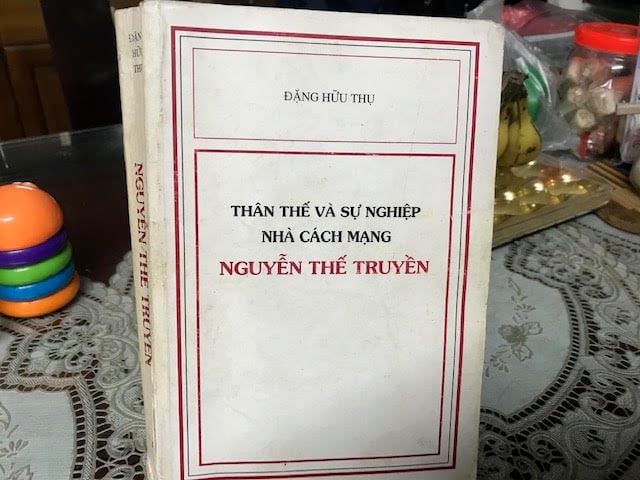 ĐẶNG HỮU THỤ
THÂN THẾ VÀ SỰ NGHIỆP
NHÀ CÁCH MẠNG
NGUYỄN THẾ TRUYỀN
NGUYỄN THẾ TRUYỀN